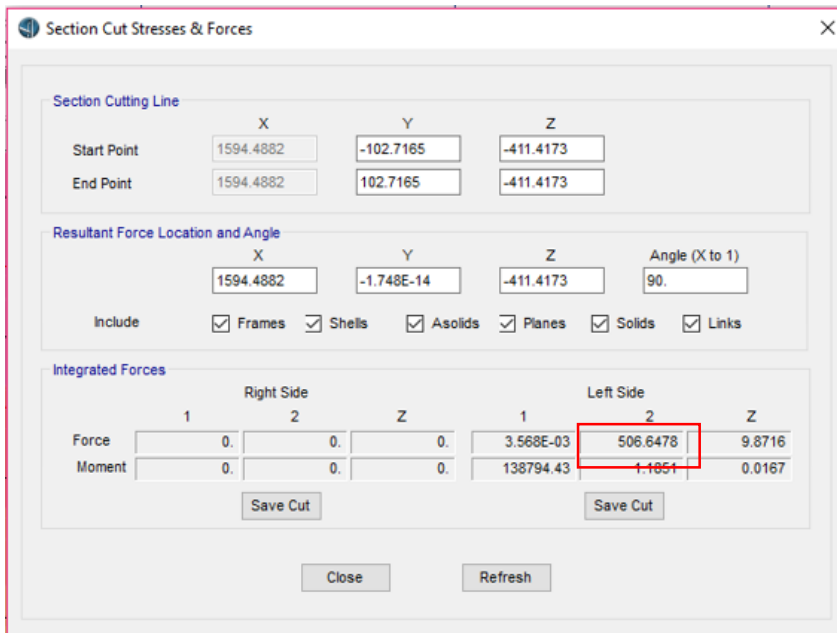 Section Cut Stresses & Forces
Section Cutting Line
X Y Z
Start Point 1594.4882 -102.7165 -411.4173
End Point 1594.4882 102.7165 -411.4173
Resultant Force Location and Angle
X Y Z Angle (X to 1)
1594.4882 -1.748E-14 -411.4173 90.
Include Frames Shells Asolids Planes Solids Links
Integrated Forces
Right Side Left Side
1 2 Z 1 2 Z
Force 0. 0. 0. 3.568E-03 506.6478 9.8716
Moment 0. 0. 0. 138794.43 1.1851 0.0167
Save Cut Save Cut
Close Refresh